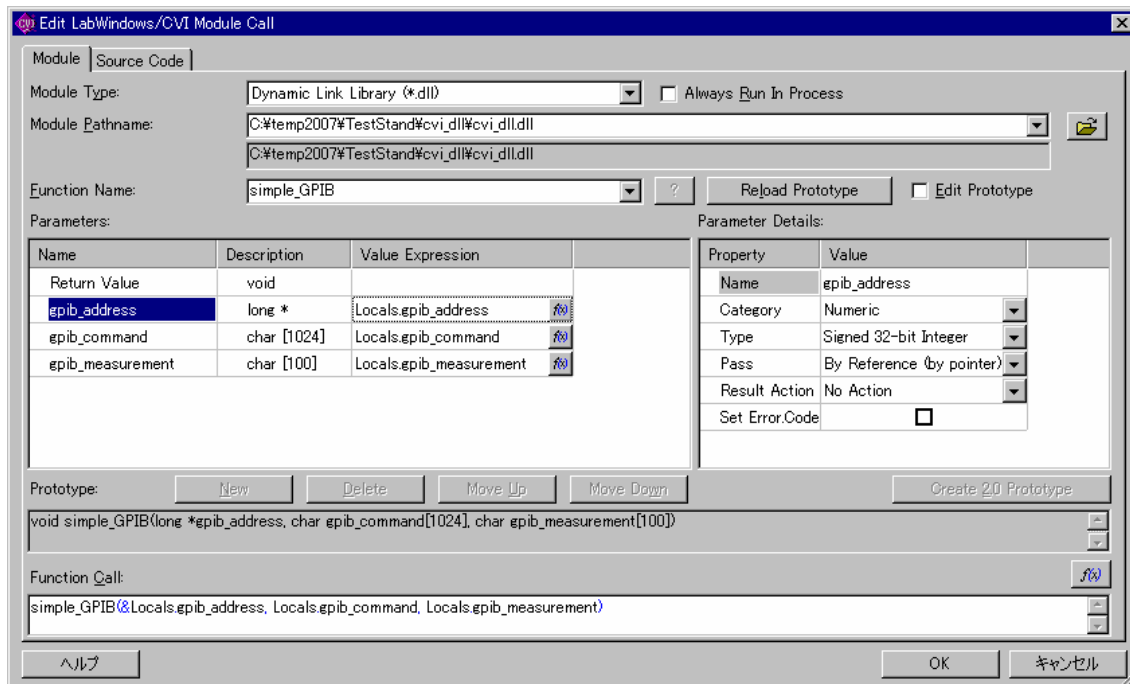 CVI Edit LabWindows/CVI Module Call
Module Source Code
Module Type: Dynamic Link Library (*.dll) Always Run In Process
Module Pathname: C:¥temp2007¥TestStand¥cvi_dll¥cvi_dll.dll
C:¥temp2007¥TestStand¥cvi_dll¥cvi_dll.dll
Function Name: simple_GPIB ? Reload Prototype Edit Prototype
Parameters: Parameter Details:
Name Description Value Expression Property Value
Return Value void Name gpib_address
gpib_address long * Locals.gpib_address f(x) Category Numeric
gpib_command char [1024] Locals.gpib_command f(x) Type Signed 32-bit Integer
gpib_measurement char [100] Locals.gpib_measurement f(x) Pass By Reference (by pointer)
Result Action No Action
Set Error.Code
Prototype: New Delete Move Up Move Down Create 2.0 Prototype
void simple_GPIB(long *gpib_address, char gpib_command[1024], char gpib_measurement[100])
Function Call: f(x)
simple_GPIB(&Locals.gpib_address, Locals.gpib_command, Locals.gpib_measurement)
ヘルプ OK キャンセル